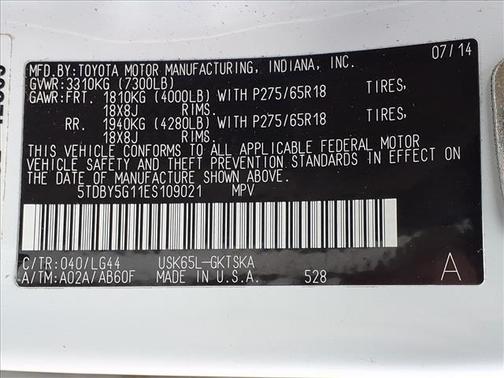 07/14
MFD.BY:TOYOTA MOTOR MANUFACTURING, INDIANA, INC.
GVWR:3310KG (7300LB)
GAWR:FRT. 1810KG (4000LB) WITH P275/65R18 TIRES,
18X8J RIMS.
RR. 1940KG (4280LB) WITH P275/65R18 TIRES,
18X8J RIMS.
THIS VEHICLE CONFORMS TO ALL APPLICABLE FEDERAL MOTOR
VEHICLE SAFETY AND THEFT PREVENTION STANDARDS IN EFFECT ON
THE DATE OF MANUFACTURE SHOWN ABOVE.
5TDBY5G11ES109021 MPV
C/TR:040/LG44 USK65L-GKTSKA
A/TM:A02A/AB60F MADE IN U.S.A. 528 A